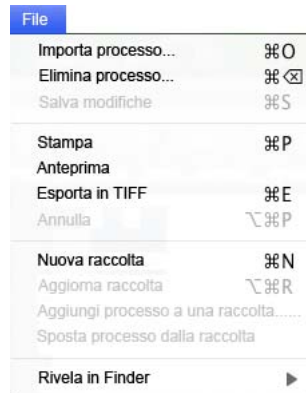 File
Importa processo... ⌘O
Elimina processo... ⌘⌫
Salva modifiche ⌘S
Stampa ⌘P
Anteprima
Esporta in TIFF ⌘E
Annulla ⌥⌘P
Nuova raccolta ⌘N
Aggiorna raccolta ⌥⌘R
Aggiungi processo a una raccolta......
Sposta processo dalla raccolta
Rivela in Finder ▶